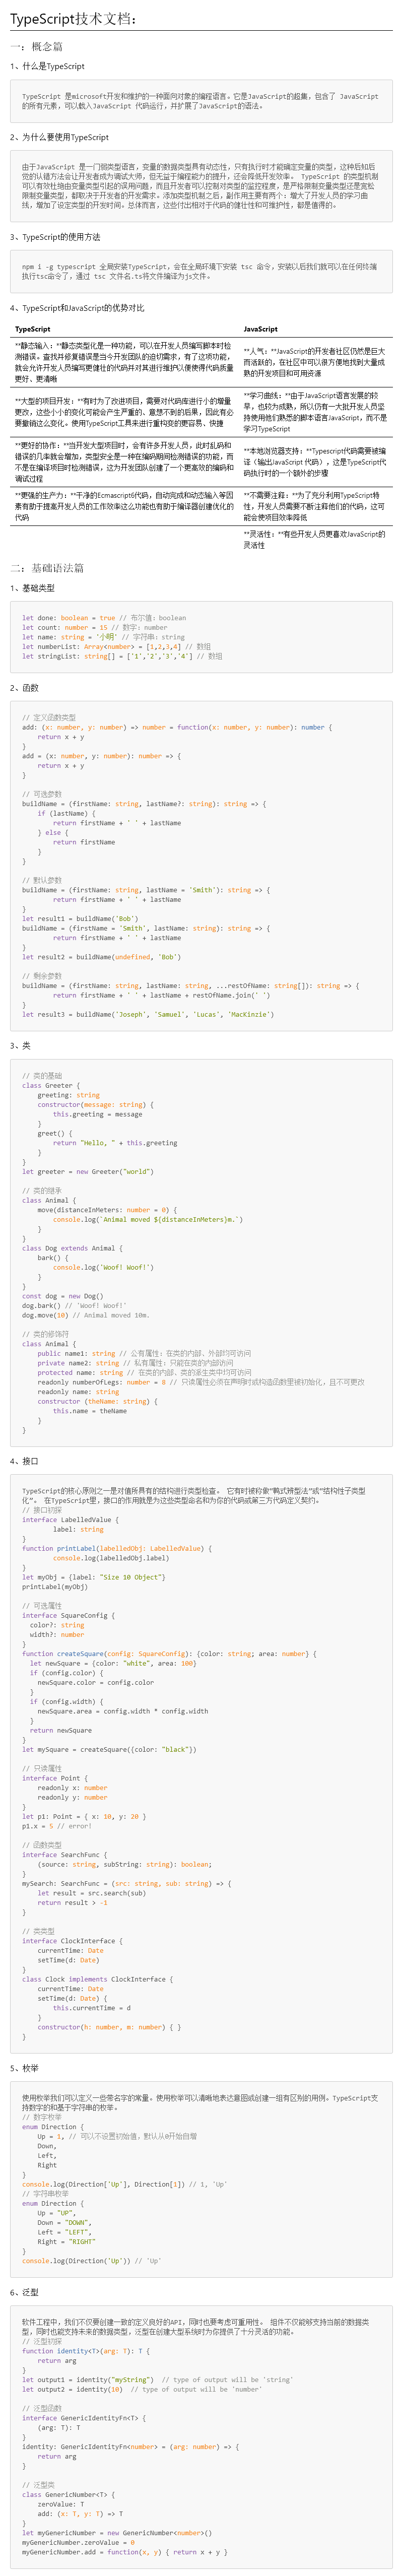 TypeScript技术文档：
一：概念篇
1、什么是TypeScript
TypeScript 是microsoft开发和维护的一种面向对象的编程语言。它是JavaScript的超集，包含了 JavaScript
的所有元素，可以载入JavaScript 代码运行，并扩展了JavaScript的语法。
2、为什么要使用TypeScript
由于JavaScript 是一门弱类型语言，变量的数据类型具有动态性，只有执行时才能确定变量的类型，这种后知后
觉的认错方法会让开发者成为调试大师，但无益于编程能力的提升，还会降低开发效率。 TypeScript 的类型机制
可以有效杜绝由变量类型引起的误用问题，而且开发者可以控制对类型的监控程度，是严格限制变量类型还是宽松
限制变量类型，都取决于开发者的开发需求。添加类型机制之后，副作用主要有两个：增大了开发人员的学习曲
线，增加了设定类型的开发时间。总体而言，这些付出相对于代码的健壮性和可维护性，都是值得的。
3、TypeScript的使用方法
npm i -g typescript 全局安装TypeScript，会在全局环境下安装 tsc 命令，安装以后我们就可以在任何终端
执行tsc命令了，通过 tsc 文件名.ts将文件编译为js文件。
4、TypeScript和JavaScript的优势对比
TypeScript
JavaScript
**静态输入：**静态类型化是一种功能，可以在开发人员编写脚本时检
测错误。查找并修复错误是当今开发团队的迫切需求，有了这项功能，
就会允许开发人员编写更健壮的代码并对其进行维护以便使得代码质量
更好、更清晰
**人气：**JavaScript的开发者社区仍然是巨大
而活跃的，在社区中可以很方便地找到大量成
熟的开发项目和可用资源
**大型的项目开发：**有时为了改进项目，需要对代码库进行小的增量
更改，这些小小的变化可能会产生严重的、意想不到的后果，因此有必
要撤销这么变化。使用TypeScript工具来进行重构变的更容易、快捷
**学习曲线：**由于JavaScript语言发展的较
早，也较为成熟，所以仍有一大批开发人员坚
持使用他们熟悉的脚本语言JavaScript，而不是
学习TypeScript
**更好的协作：当开发大型项目时，会有许多开发人员，此时乱码和
错误的几率就会增加，类型安全是一种在编码期间检测错误的功能，而
不是在编译项目时检测错误，这为开发团队创建了一个更高效的编码和
调试过程
**本地浏览器支持：**Typescript代码需要被编
译（输出JavaScript 代码），这是TypeScript代
码执行时的一个额外的步骤
**更强的生产力：**干净的Ecmascript6代码，自动完成和动态输入等因
素有助于提高开发人员的工作效率这么功能也有助于编译器创建优化的
代码
**不需要注释：**为了充分利用TypeScript特
性，开发人员需要不断注释他们的代码，这可
能会使项目效率降低
**灵活性：**有些开发人员更喜欢JavaScript的
灵活性
二：基础语法篇
1、基础类型
let done: boolean = true // 布尔值：boolean
let count: number = 15 // 数字：number
let name: string = '小明' // 字符串：string
let numberList: Array<number> = [1,2,3,4] // 数组
let stringList: string[] = ['1','2','3','4'] // 数组
2、函数
// 定义函数类型
add: (x: number, y: number) => number = function(x: number, y: number): number {
return x + y
}
add = (x: number, y: number): number => {
return x + y
}
// 可选参数
buildName = (firstName: string, lastName?: string): string => {
if (lastName) {
return firstName + ' ' + lastName
} else {
return firstName
}
}
// 默认参数
buildName = (firstName: string, lastName = 'Smith'): string => {
return firstName + ' ' + lastName
}
let result1 = buildName('Bob')
buildName = (firstName = 'Smith', lastName: string): string => {
return firstName + ' ' + lastName
}
let result2 = buildName(undefined, 'Bob')
// 剩余参数
buildName = (firstName: string, lastName: string, ...restOfName: string[]): string => {
return firstName + ' ' + lastName + restOfName.join(' ')
}
let result3 = buildName('Joseph', 'Samuel', 'Lucas', 'MacKinzie')
3、类
// 类的基础
class Greeter {
greeting: string
constructor(message: string) {
this.greeting = message
}
greet() {
return "Hello, " + this.greeting
}
}
let greeter = new Greeter("world")
// 类的继承
class Animal {
move(distanceInMeters: number = 0) {
console.log(`Animal moved ${distanceInMeters}m.`)
}
}
class Dog extends Animal {
bark() {
console.log('Woof! Woof!')
}
}
const dog = new Dog()
dog.bark() // 'Woof! Woof!'
dog.move(10) // Animal moved 10m.
// 类的修饰符
class Animal {
public name1: string // 公有属性：在类的内部、外部均可访问
private name2: string // 私有属性：只能在类的内部访问
protected name: string // 在类的内部、类的派生类中均可访问
readonly numberOfLegs: number = 8 // 只读属性必须在声明时或构造函数里被初始化，且不可更改
readonly name: string
constructor (theName: string) {
this.name = theName
}
}
4、接口
TypeScript的核心原则之一是对值所具有的结构进行类型检查。 它有时被称做“鸭式辨型法”或“结构性子类型
化”。 在TypeScript里，接口的作用就是为这些类型命名和为你的代码或第三方代码定义契约。
// 接口初探
interface LabelledValue {
label: string
}
function printLabel(labelledObj: LabelledValue) {
console.log(labelledObj.label)
}
let myObj = {label: "Size 10 Object"}
printLabel(myObj)
// 可选属性
interface SquareConfig {
color?: string
width?: number
}
function createSquare(config: SquareConfig): {color: string; area: number} {
let newSquare = {color: "white", area: 100}
if (config.color) {
newSquare.color = config.color
}
if (config.width) {
newSquare.area = config.width * config.width
}
return newSquare
}
let mySquare = createSquare({color: "black"})
// 只读属性
interface Point {
readonly x: number
readonly y: number
}
let p1: Point = { x: 10, y: 20 }
p1.x = 5 // error!
// 函数类型
interface SearchFunc {
(source: string, subString: string): boolean;
}
mySearch: SearchFunc = (src: string, sub: string) => {
let result = src.search(sub)
return result > -1
}
// 类类型
interface ClockInterface {
currentTime: Date
setTime(d: Date)
}
class Clock implements ClockInterface {
currentTime: Date
setTime(d: Date) {
this.currentTime = d
}
constructor(h: number, m: number) { }
}
5、枚举
使用枚举我们可以定义一些带名字的常量。使用枚举可以清晰地表达意图或创建一组有区别的用例。TypeScript支
持数字的和基于字符串的枚举。
// 数字枚举
enum Direction {
Up = 1, // 可以不设置初始值，默认从0开始自增
Down,
Left,
Right
}
console.log(Direction['Up'], Direction[1]) // 1, 'Up'
// 字符串枚举
enum Direction {
Up = "UP",
Down = "DOWN",
Left = "LEFT",
Right = "RIGHT"
}
console.log(Direction('Up')) // 'Up'
6、泛型
软件工程中，我们不仅要创建一致的定义良好的API，同时也要考虑可重用性。 组件不仅能够支持当前的数据类
型，同时也能支持未来的数据类型，泛型在创建大型系统时为你提供了十分灵活的功能。
// 泛型初探
function identity<T>(arg: T): T {
return arg
}
let output1 = identity("myString")  // type of output will be 'string'
let output2 = identity(10)  // type of output will be 'number'
// 泛型函数
interface GenericIdentityFn<T> {
(arg: T): T
}
identity: GenericIdentityFn<number> = (arg: number) => {
return arg
}
// 泛型类
class GenericNumber<T> {
zeroValue: T
add: (x: T, y: T) => T
}
let myGenericNumber = new GenericNumber<number>()
myGenericNumber.zeroValue = 0
myGenericNumber.add = function(x, y) { return x + y }